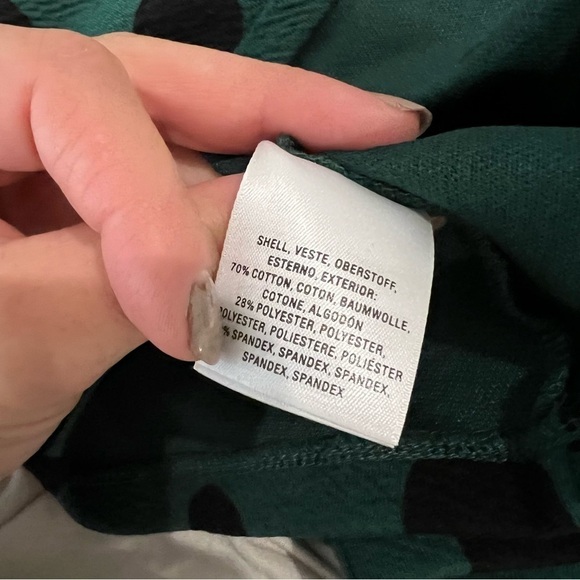 SHELL, VESTE, OBERSTOFF,
ESTERNO, EXTERIOR:
70% COTTON, COTON, BAUMWOLLE,
COTONE, ALGODÓN
28% POLYESTER, POLYESTER,
POLYESTER, POLIESTERE, POLIÉSTER
% SPANDEX, SPANDEX, SPANDEX,
SPANDEX, SPANDEX